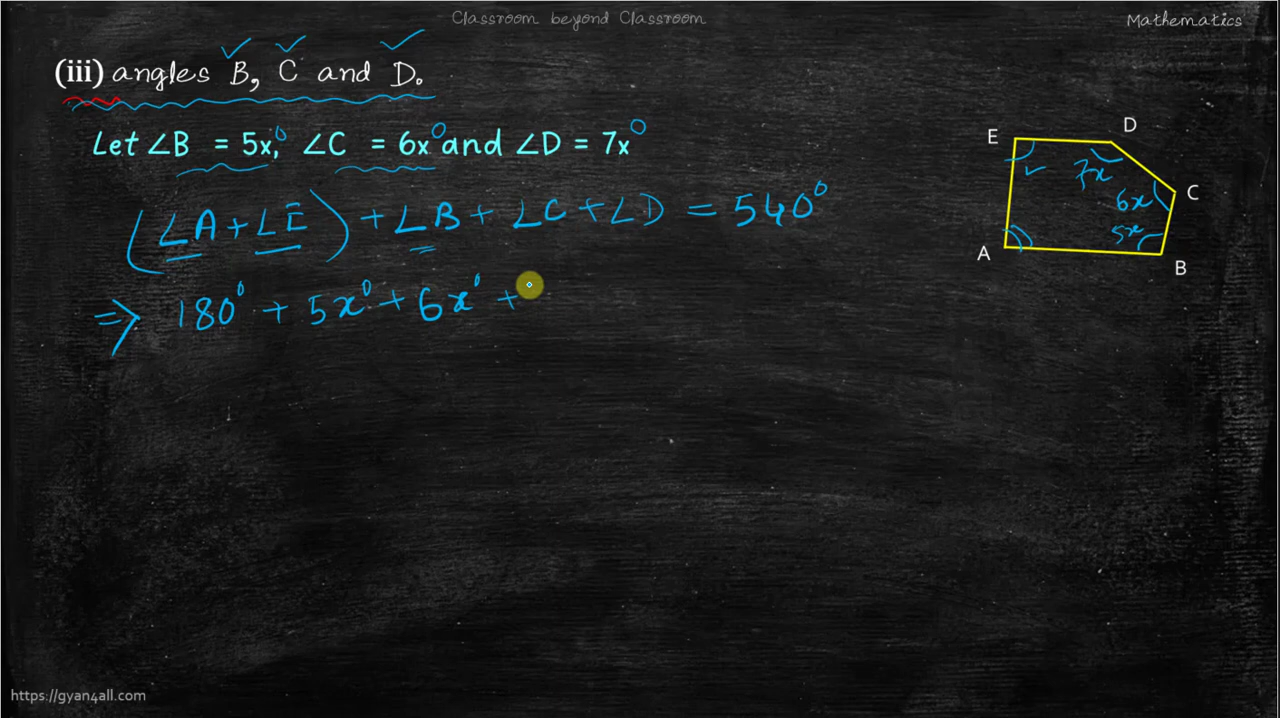 Classroom beyond Classroom
Mathematics
(iii) angles B, C and D.
Let ∠B = 5x°, ∠C = 6x° and ∠D = 7x°
(∠A + ∠E) + ∠B + ∠C + ∠D = 540°
⇒ 180° + 5x° + 6x° +
E
D
7x
C
6x
5x
A
B
https://gyan4all.com